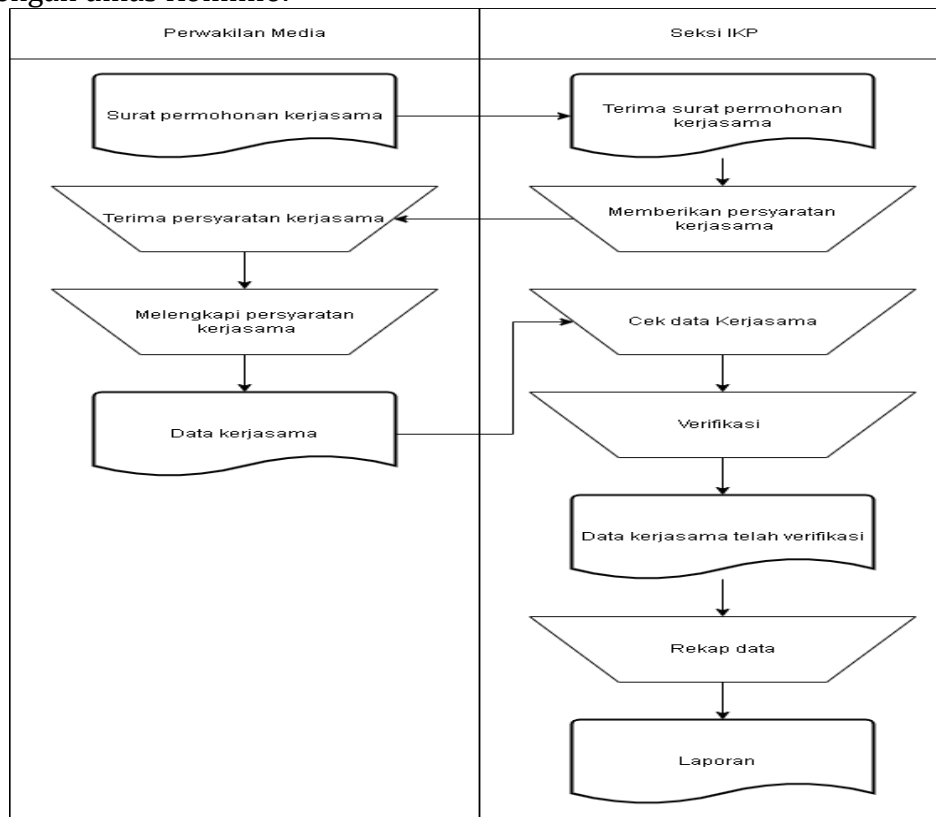 Perwakilan Media
Seksi IKP
Surat permohonan kerjasama
Terima surat permohonan
kerjasama
Terima persyaratan kerjasama
Memberikan persyaratan
kerjasama
Melengkapi persyaratan
kerjasama
Cek data Kerjasama
Data kerjasama
Verifikasi
Data kerjasama telah verifikasi
Rekap data
Laporan